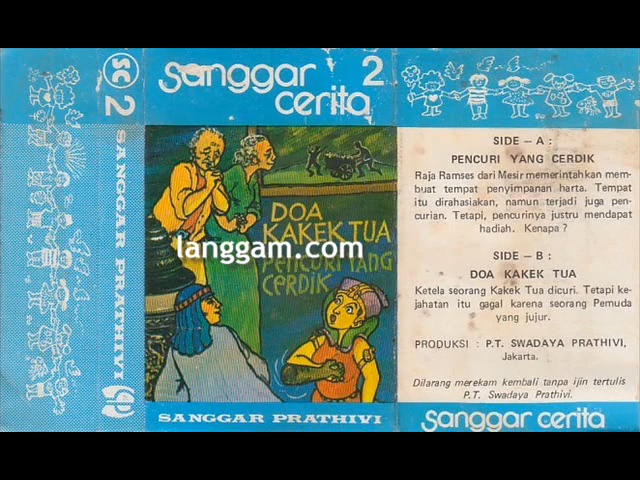 SC 2
SANGGAR PRATHIVI
sanggar 2
cerita
DOA
KAKEK TUA
langgam.com
PENCURI YANG
CERDIK
SANGGAR PRATHIVI
SIDE – A :
PENCURI YANG CERDIK
Raja Ramses dari Mesir memerintahkan mem-
buat tempat penyimpanan harta. Tempat
itu dirahasiakan, namun terjadi juga pen-
curian. Tetapi, pencurinya justru mendapat
hadiah. Kenapa ?
SIDE – B :
DOA KAKEK TUA
Ketela seorang Kakek Tua dicuri. Tetapi ke-
jahatan itu gagal karena seorang Pemuda
yang jujur.
PRODUKSI : P.T. SWADAYA PRATHIVI,
Jakarta.
Dilarang merekam kembali tanpa ijin tertulis
P.T. Swadaya Prathivi.
sanggar cerita